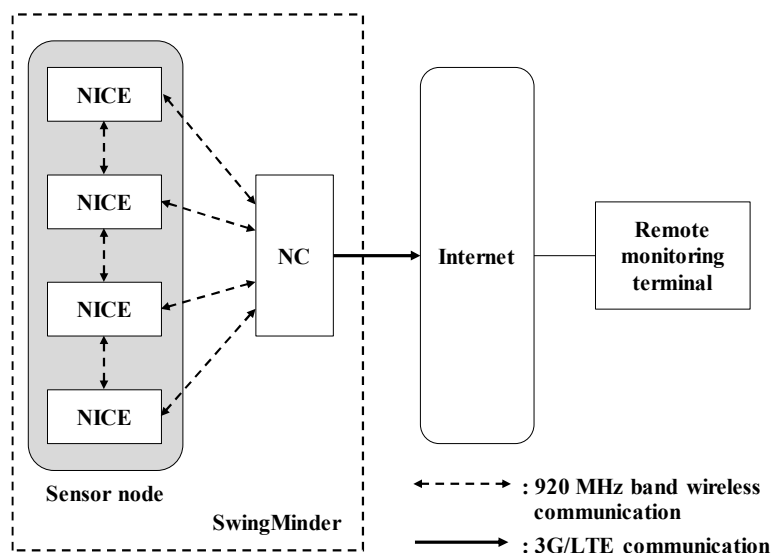 NICE
NICE
NICE
NICE
Sensor node
NC
SwingMinder
Internet
Remote
monitoring
terminal
: 920 MHz band wireless
communication
: 3G/LTE communication